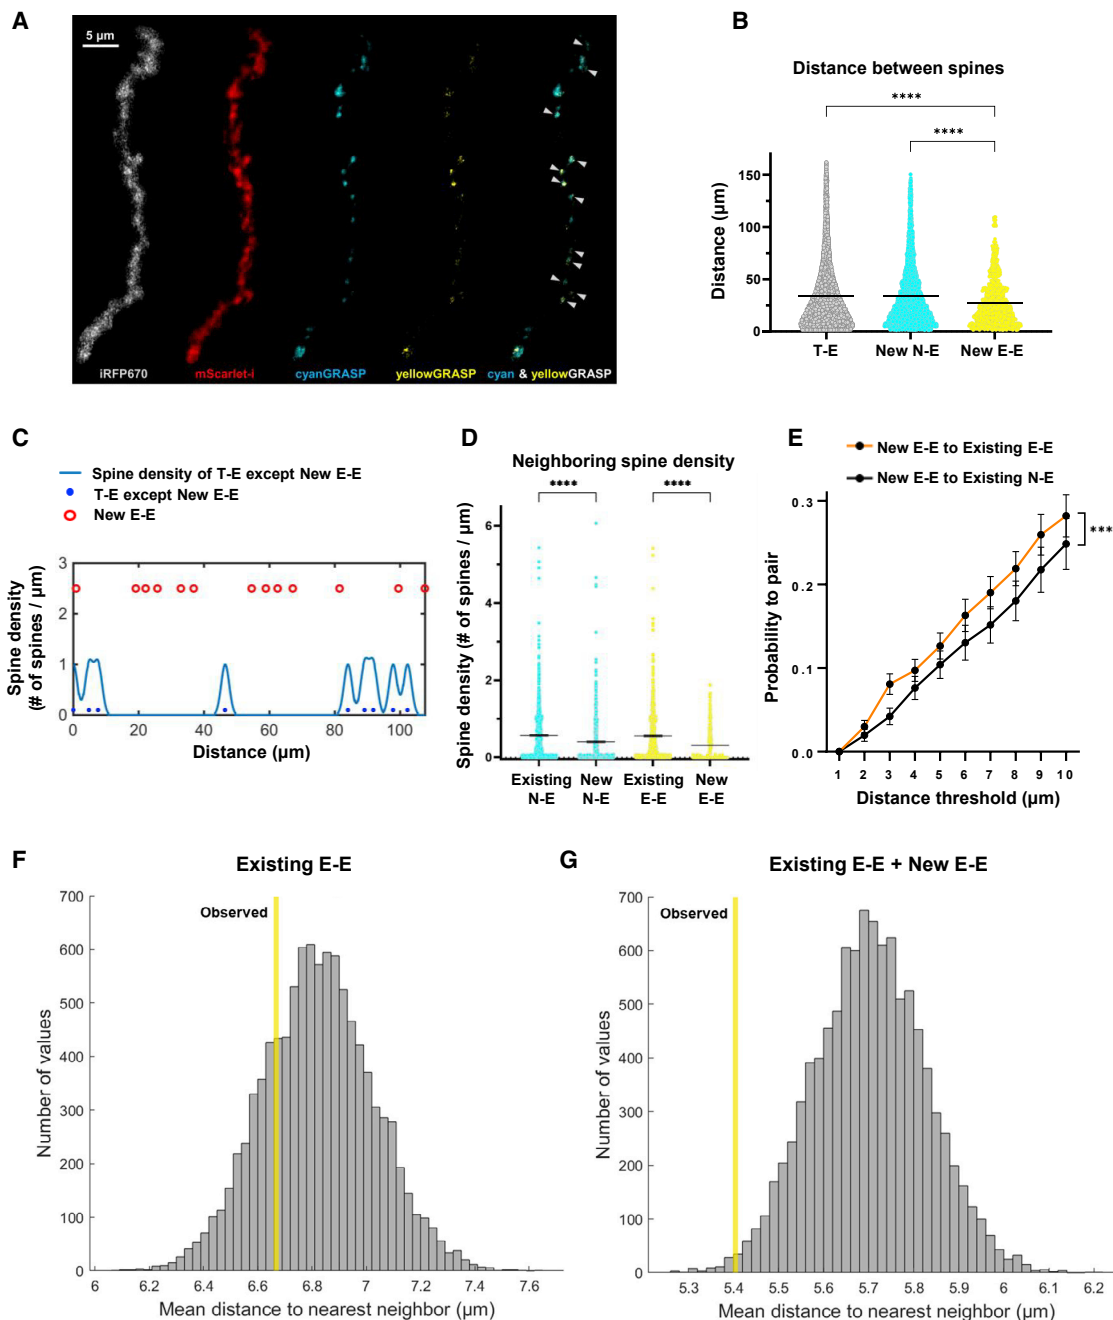 A
5 µm
iRFP670
mScarlet-i
cyanGRASP
yellowGRASP
cyan & yellowGRASP
B
Distance between spines
****
****
Distance (µm)
150
100
50
0
T-E
New N-E
New E-E
C
Spine density of T-E except New E-E
T-E except New E-E
New E-E
Spine density
(# of spines / µm)
3
2
1
0
0
20
40
60
80
100
Distance (µm)
D
Neighboring spine density
****
****
Spine density (# of spines / µm)
6
4
2
0
Existing
N-E
New
N-E
Existing
E-E
New
E-E
E
New E-E to Existing E-E
New E-E to Existing N-E
Probability to pair
0.3
0.2
0.1
0.0
***
1 2 3 4 5 6 7 8 9 10
Distance threshold (µm)
F
Existing E-E
Observed
Number of values
700
600
500
400
300
200
100
0
6
6.2
6.4
6.6
6.8
7
7.2
7.4
7.6
Mean distance to nearest neighbor (µm)
G
Existing E-E + New E-E
Observed
Number of values
700
600
500
400
300
200
100
0
5.3
5.4
5.5
5.6
5.7
5.8
5.9
6
6.1
6.2
Mean distance to nearest neighbor (µm)